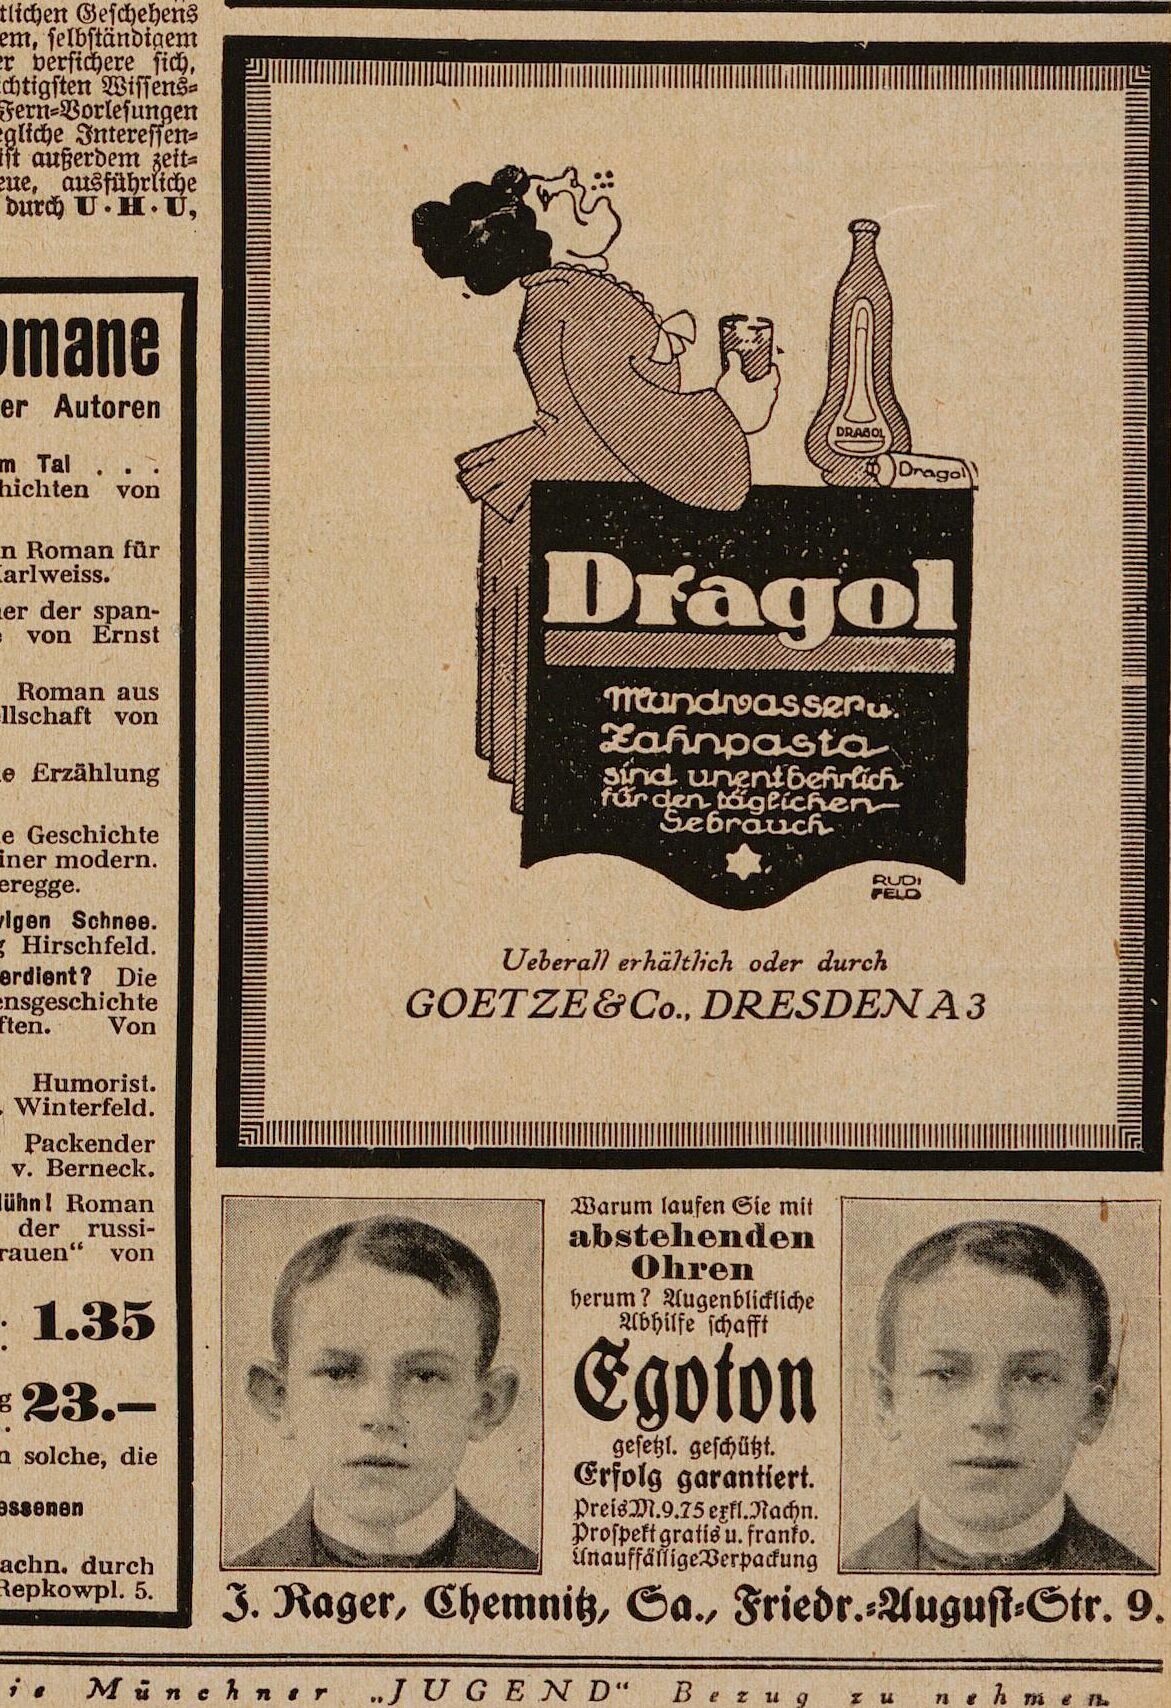 tlichen Geschehens
em, selbständigem
er versichere sich,
ichtigsten Wissens-
Fern-Vorlesungen
egliche Interessen-
ist außerdem zeit-
eue, ausführliche
durch U·H·U,
omane
er Autoren
m Tal . . .
hichten von
n Roman für
Karlweiss.
ner der span-
e von Ernst
Roman aus
ellschaft von
e Erzählung
e Geschichte
einer modern.
eregge.
wigen Schnee.
g Hirschfeld.
erdient? Die
ensgeschichte
ften. Von
Humorist.
. Winterfeld.
Packender
v. Berneck.
lühn! Roman
der russi-
rauen“ von
. 1.35
g 23.—
n solche, die
essenen
achn. durch
Repkowpl. 5.
DRAGOL
Dragol
Dragol
Mundwasser u.
Zahnpasta
sind unentbehrlich
für den täglichen
Gebrauch
RUDI
FELD
Ueberall erhältlich oder durch
GOETZE & Co., DRESDEN A 3
Warum laufen Sie mit
abstehenden
Ohren
herum? Augenblickliche
Abhilfe schafft
Egoton
gesetzl. geschützt.
Erfolg garantiert.
Preis M. 9.75 exkl. Nachn.
Prospekt gratis u. franko.
Unauffällige Verpackung
J. Rager, Chemnitz, Sa., Friedr.-August-Str. 9.
ie Münchner „JUGEND“ Bezug zu nehmen.